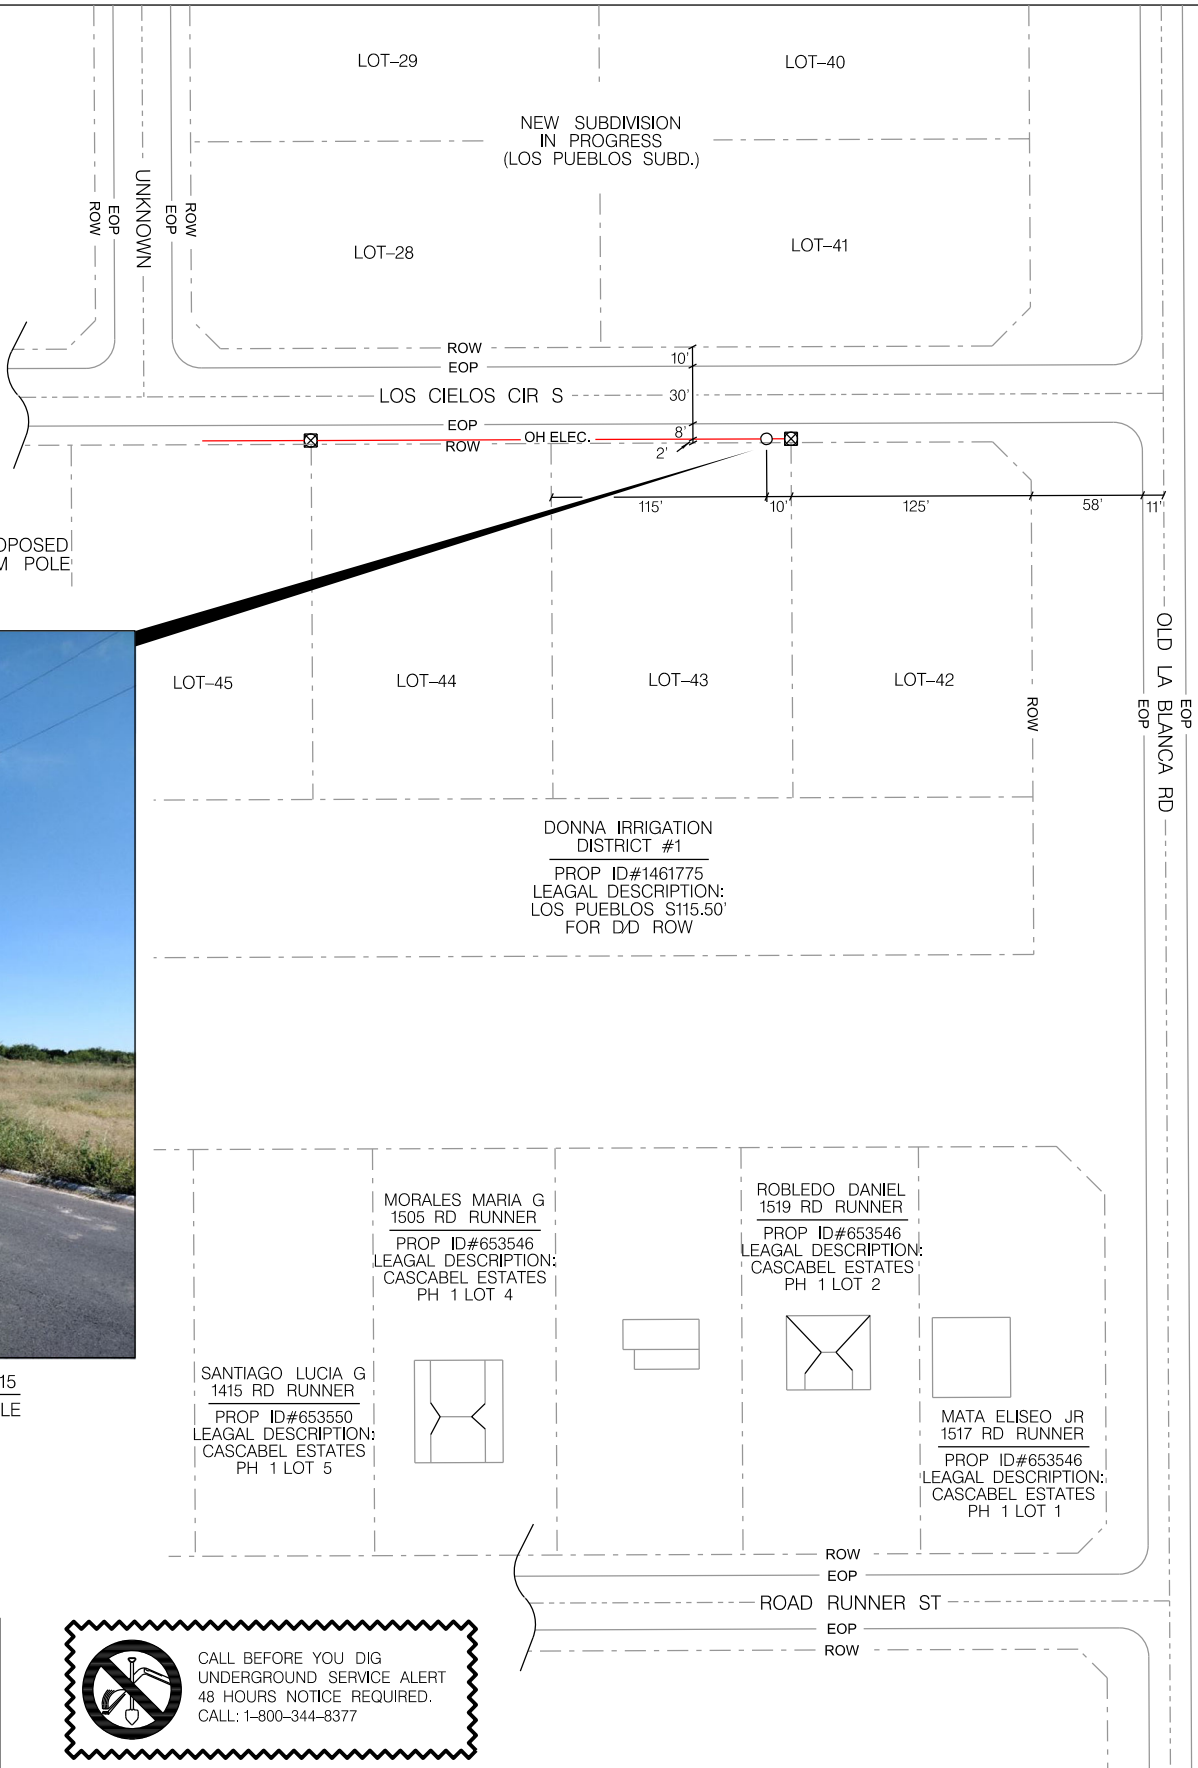 LOT-29
LOT-40
NEW SUBDIVISION
IN PROGRESS
(LOS PUEBLOS SUBD.)
ROW
EOP
UNKNOWN
EOP
ROW
LOT-28
LOT-41
ROW
EOP
10'
LOS CIELOS CIR S
30'
EOP
8'
OH ELEC.
ROW
2'
115'
10'
125'
58'
11'
POLE
LOT-45
LOT-44
LOT-43
LOT-42
ROW
EOP
OLD LA BLANCA RD
EOP
DONNA IRRIGATION
DISTRICT #1
PROP ID#1461775
LEAGAL DESCRIPTION:
LOS PUEBLOS S115.50'
FOR D/D ROW
MORALES MARIA G
1505 RD RUNNER
PROP ID#653546
LEAGAL DESCRIPTION:
CASCABEL ESTATES
PH 1 LOT 4
ROBLEDO DANIEL
1519 RD RUNNER
PROP ID#653546
LEAGAL DESCRIPTION:
CASCABEL ESTATES
PH 1 LOT 2
SANTIAGO LUCIA G
1415 RD RUNNER
PROP ID#653550
LEAGAL DESCRIPTION:
CASCABEL ESTATES
PH 1 LOT 5
MATA ELISEO JR
1517 RD RUNNER
PROP ID#653546
LEAGAL DESCRIPTION:
CASCABEL ESTATES
PH 1 LOT 1
15
LE
ROW
EOP
ROAD RUNNER ST
EOP
ROW
CALL BEFORE YOU DIG
UNDERGROUND SERVICE ALERT
48 HOURS NOTICE REQUIRED.
CALL: 1-800-344-8377